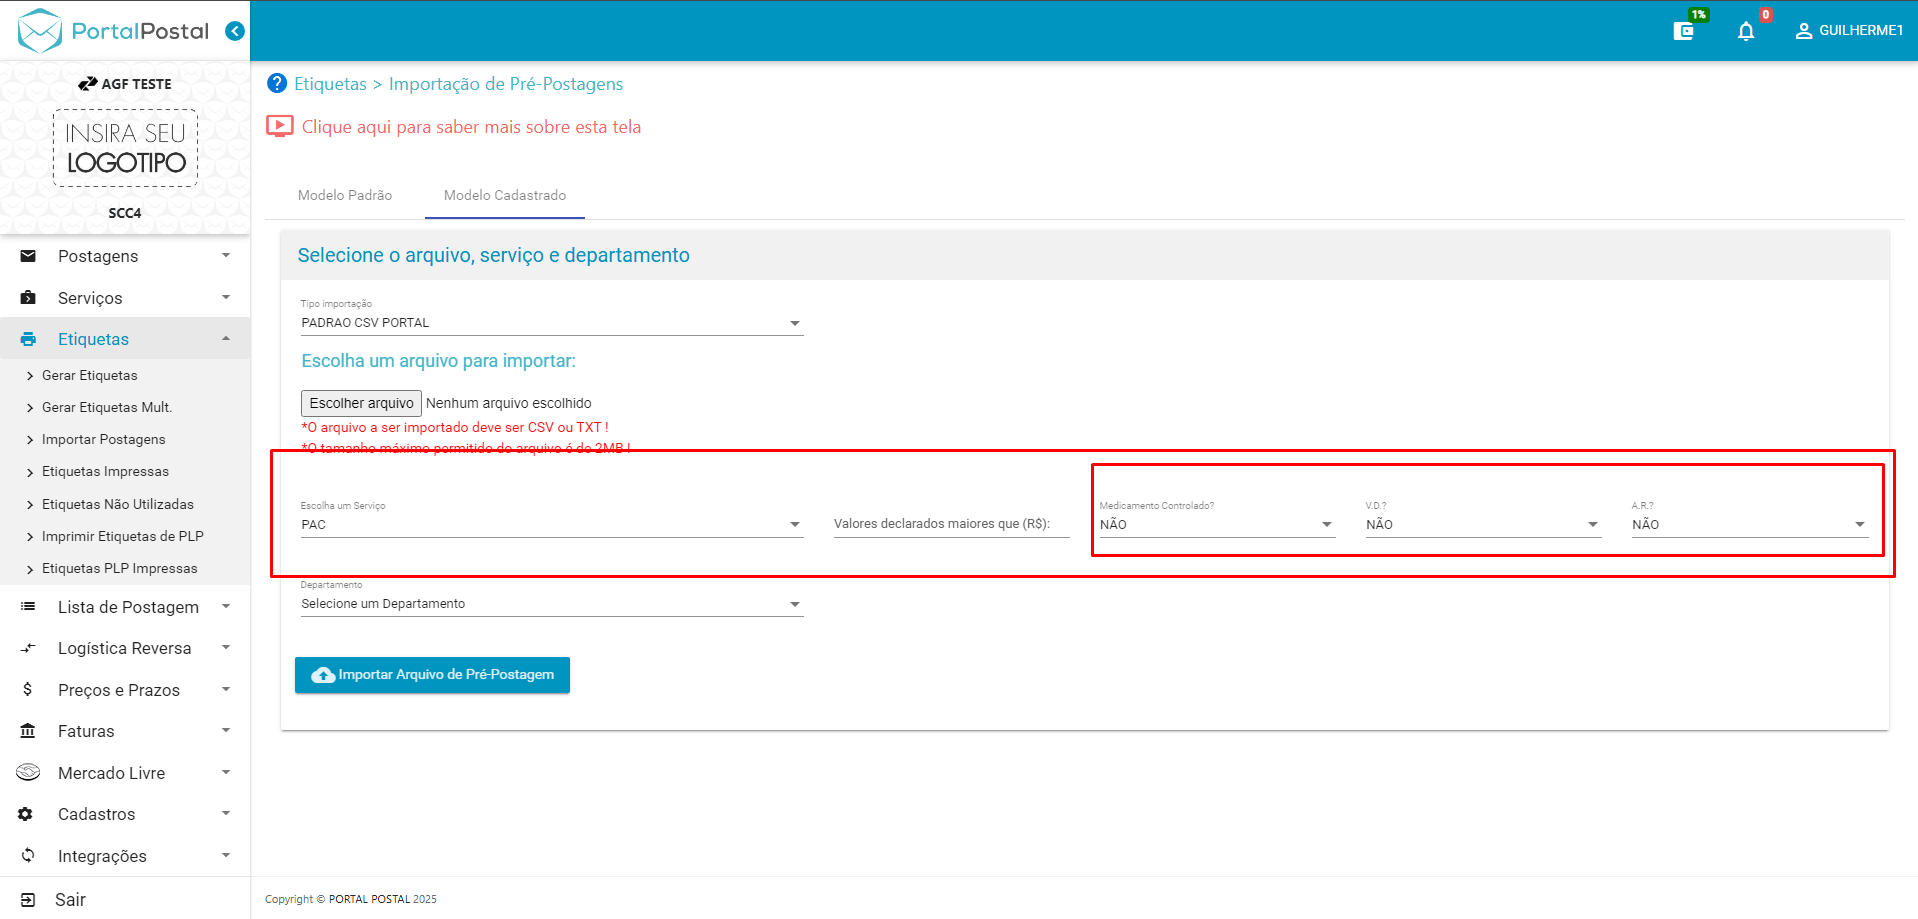 PortalPostal
1%
0
GUILHERME1
AGF TESTE
INSIRA SEU
LOGOTIPO
SCC4
Postagens
Serviços
Etiquetas
Gerar Etiquetas
Gerar Etiquetas Mult.
Importar Postagens
Etiquetas Impressas
Etiquetas Não Utilizadas
Imprimir Etiquetas de PLP
Etiquetas PLP Impressas
Lista de Postagem
Logística Reversa
Preços e Prazos
Faturas
Mercado Livre
Cadastros
Integrações
Sair
Etiquetas > Importação de Pré-Postagens
Clique aqui para saber mais sobre esta tela
Modelo Padrão
Modelo Cadastrado
Selecione o arquivo, serviço e departamento
Tipo importação
PADRAO CSV PORTAL
Escolha um arquivo para importar:
Escolher arquivo Nenhum arquivo escolhido
*O arquivo a ser importado deve ser CSV ou TXT !
*O tamanho máximo permitido do arquivo é de 2MB !
Escolha um Serviço
PAC
Valores declarados maiores que (R$):
Medicamento Controlado?
NÃO
V.D.?
NÃO
A.R.?
NÃO
Departamento
Selecione um Departamento
Importar Arquivo de Pré-Postagem
Copyright © PORTAL POSTAL 2025